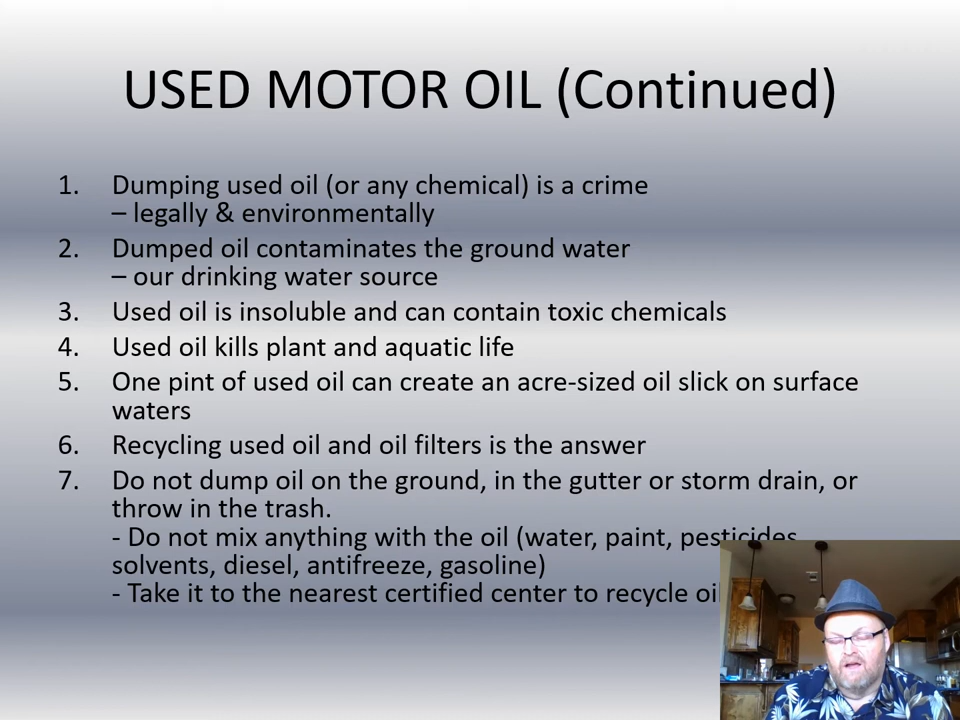 USED MOTOR OIL (Continued)
1. Dumping used oil (or any chemical) is a crime
– legally & environmentally
2. Dumped oil contaminates the ground water
– our drinking water source
3. Used oil is insoluble and can contain toxic chemicals
4. Used oil kills plant and aquatic life
5. One pint of used oil can create an acre-sized oil slick on surface
waters
6. Recycling used oil and oil filters is the answer
7. Do not dump oil on the ground, in the gutter or storm drain, or
throw in the trash.
- Do not mix anything with the oil (water, paint, pesticides
solvents, diesel, antifreeze, gasoline)
- Take it to the nearest certified center to recycle oil